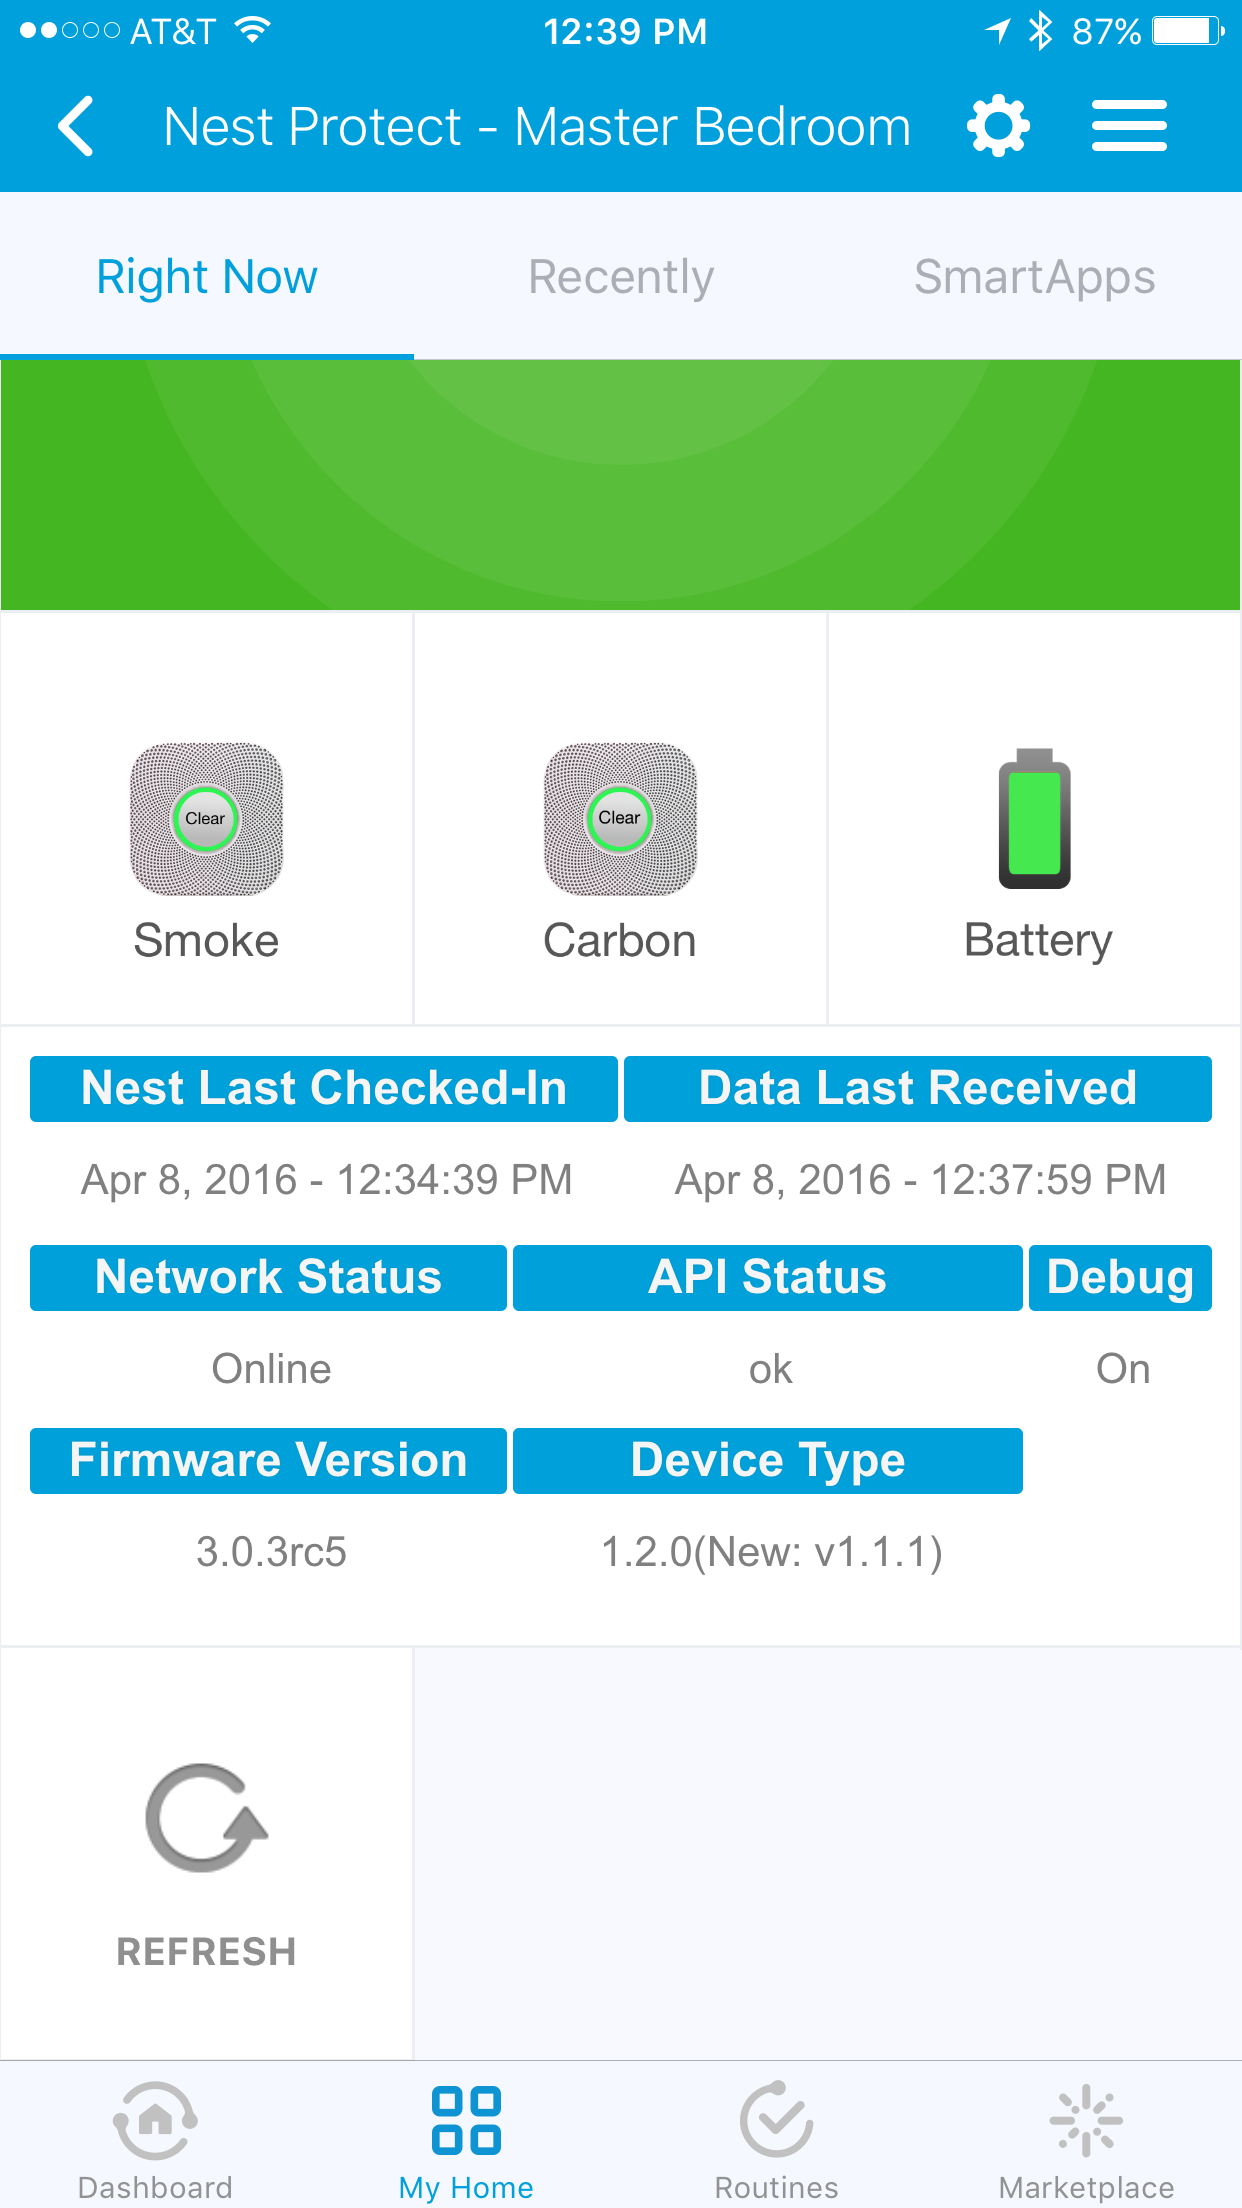 AT&T 12:39 PM 87%
Nest Protect - Master Bedroom
Right Now Recently SmartApps
Clear Clear
Smoke Carbon Battery
Nest Last Checked-In Data Last Received
Apr 8, 2016 - 12:34:39 PM Apr 8, 2016 - 12:37:59 PM
Network Status API Status Debug
Online ok On
Firmware Version Device Type
3.0.3rc5 1.2.0(New: v1.1.1)
REFRESH
Dashboard My Home Routines Marketplace